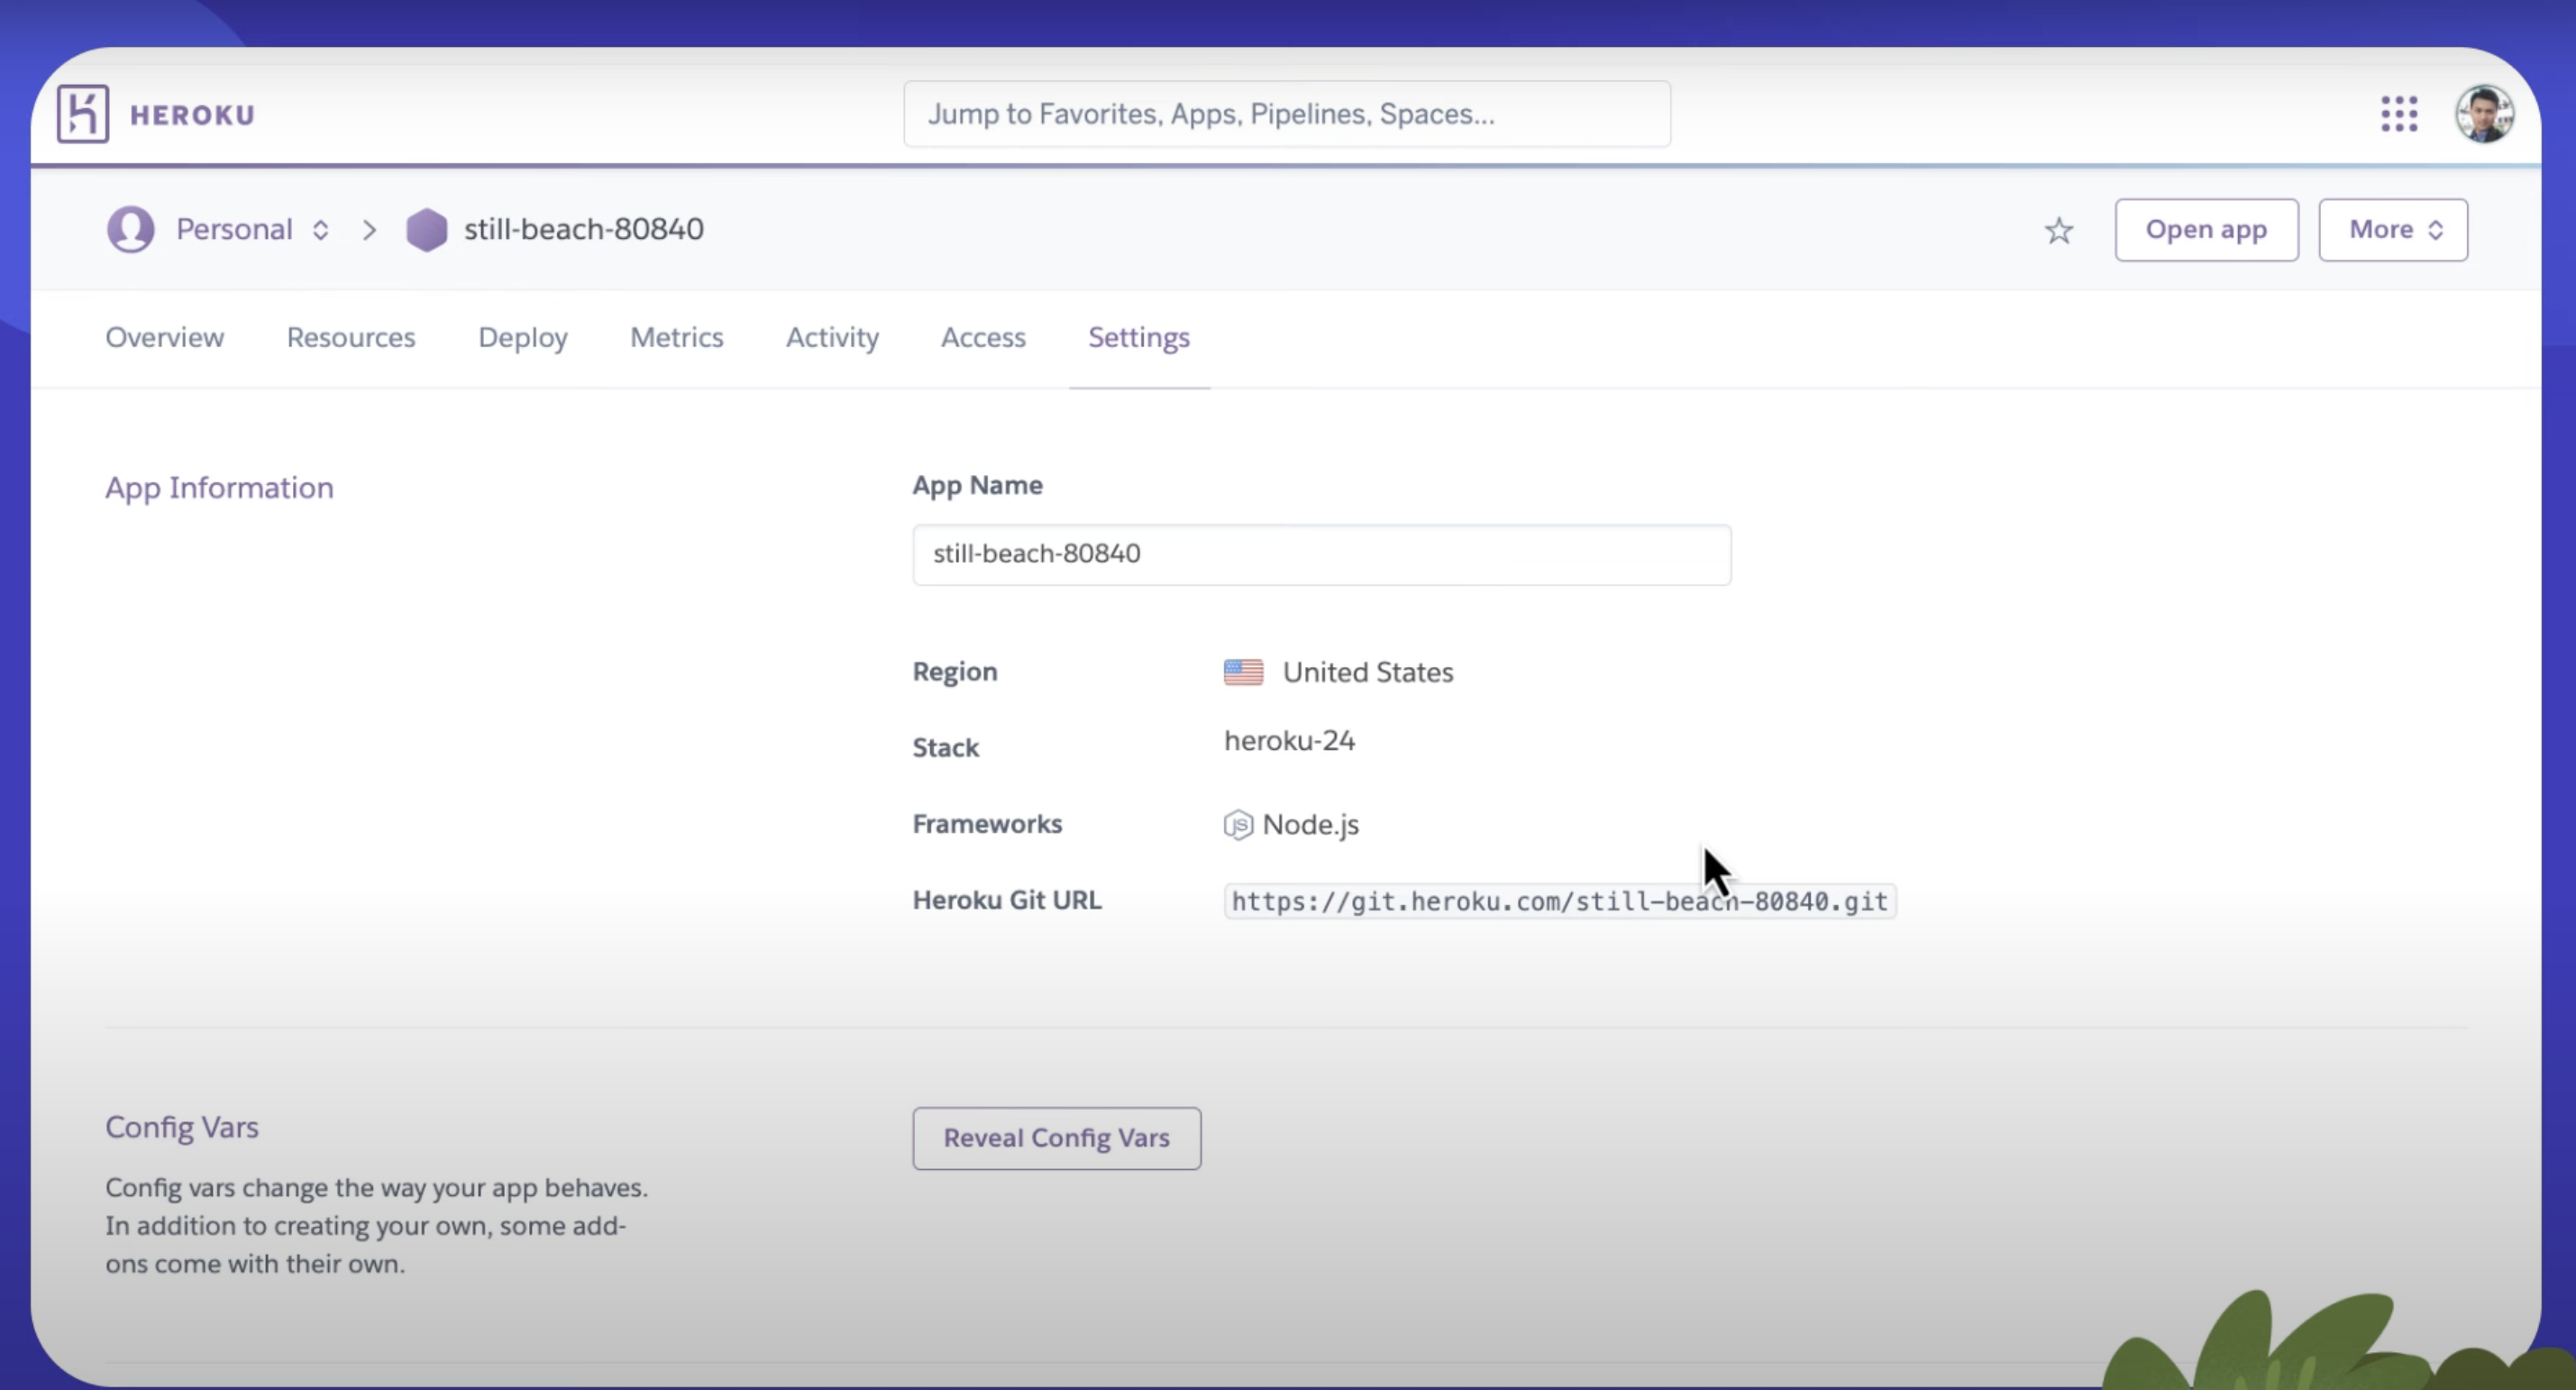 HEROKU
Jump to Favorites, Apps, Pipelines, Spaces...
Personal > still-beach-80840
Open app
More
Overview Resources Deploy Metrics Activity Access Settings
App Information
App Name
still-beach-80840
Region United States
Stack heroku-24
Frameworks Node.js
Heroku Git URL https://git.heroku.com/still-beach-80840.git
Config Vars
Reveal Config Vars
Config vars change the way your app behaves.
In addition to creating your own, some add-
ons come with their own.